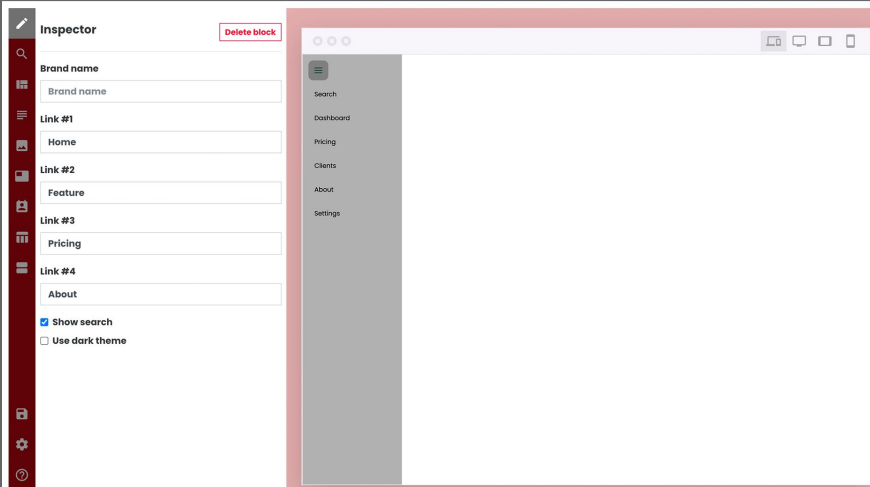 Inspector
Delete block
Brand name
Brand name
Link #1
Home
Link #2
Feature
Link #3
Pricing
Link #4
About
Show search
Use dark theme
Search
Dashboard
Pricing
Clients
About
Settings